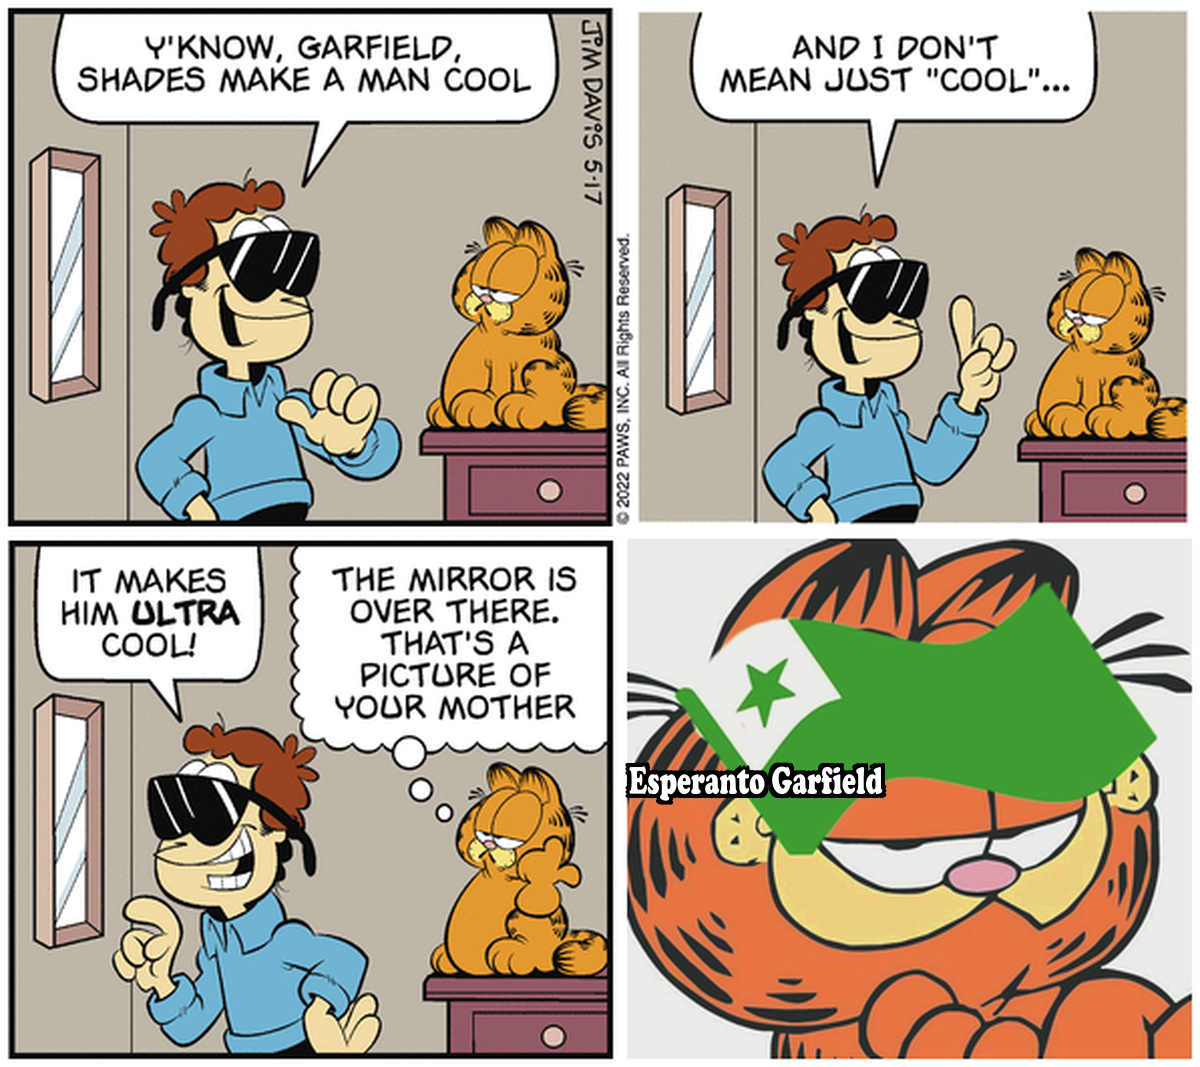 Y'KNOW, GARFIELD,
SHADES MAKE A MAN COOL
JIM DAVIS 5-17
© 2022 PAWS, INC. All Rights Reserved.
AND I DON'T
MEAN JUST "COOL"...
IT MAKES
HIM ULTRA
COOL!
THE MIRROR IS
OVER THERE.
THAT'S A
PICTURE OF
YOUR MOTHER
Esperanto Garfield